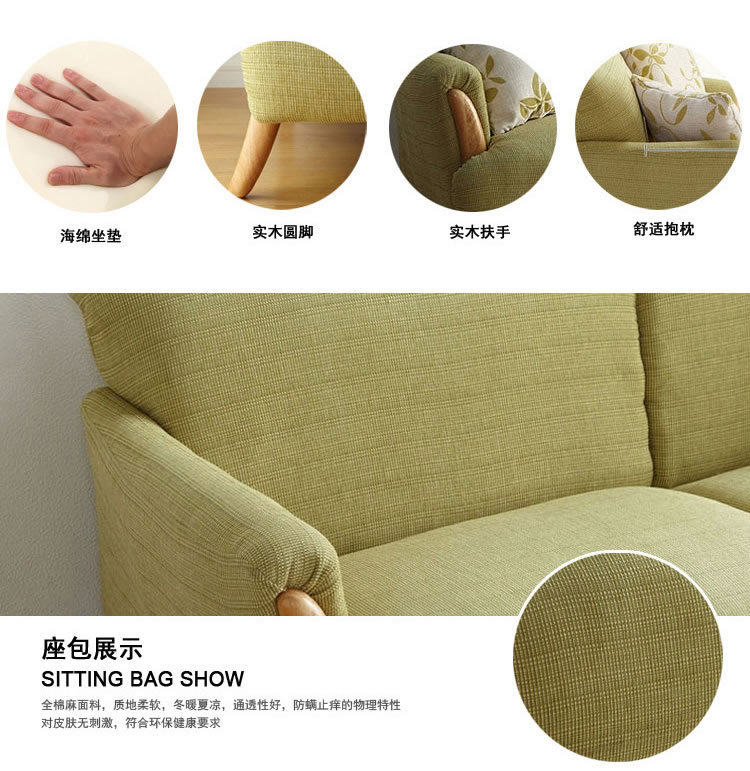 海绵坐垫
实木圆脚
实木扶手
舒适抱枕
座包展示
SITTING BAG SHOW
全棉麻面料，质地柔软，冬暖夏凉，通透性好，防螨止痒的物理特性
对皮肤无刺激，符合环保健康要求